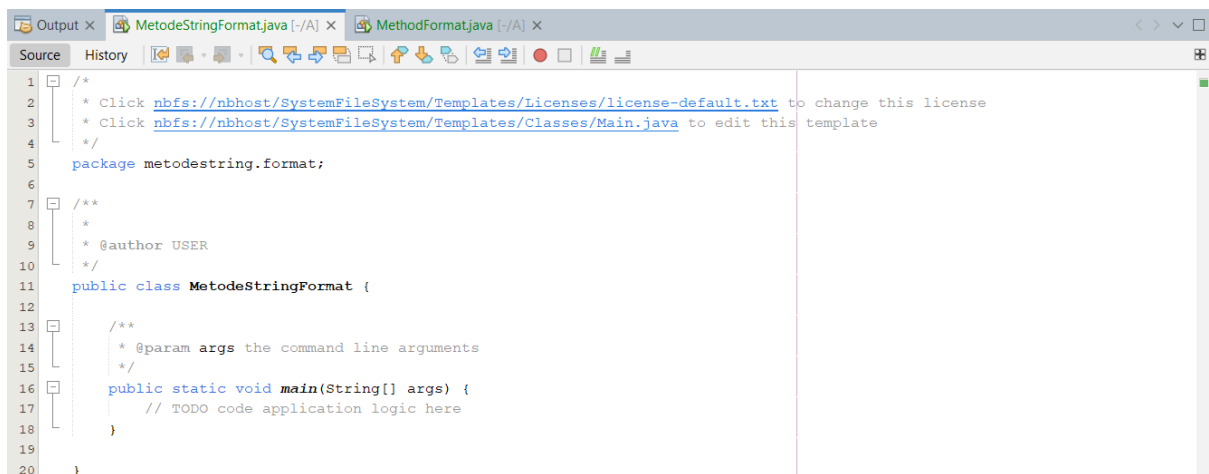 Output × MetodeStringFormat.java [-/A] × MethodFormat.java [-/A] ×
Source History
1 /*
2 * Click nbfs://nbhost/SystemFileSystem/Templates/Licenses/license-default.txt to change this license
3 * Click nbfs://nbhost/SystemFileSystem/Templates/Classes/Main.java to edit this template
4 */
5 package metodestring.format;
6
7 /**
8 *
9 * @author USER
10 */
11 public class MetodeStringFormat {
12
13 /**
14 * @param args the command line arguments
15 */
16 public static void main(String[] args) {
17 // TODO code application logic here
18 }
19
20 }